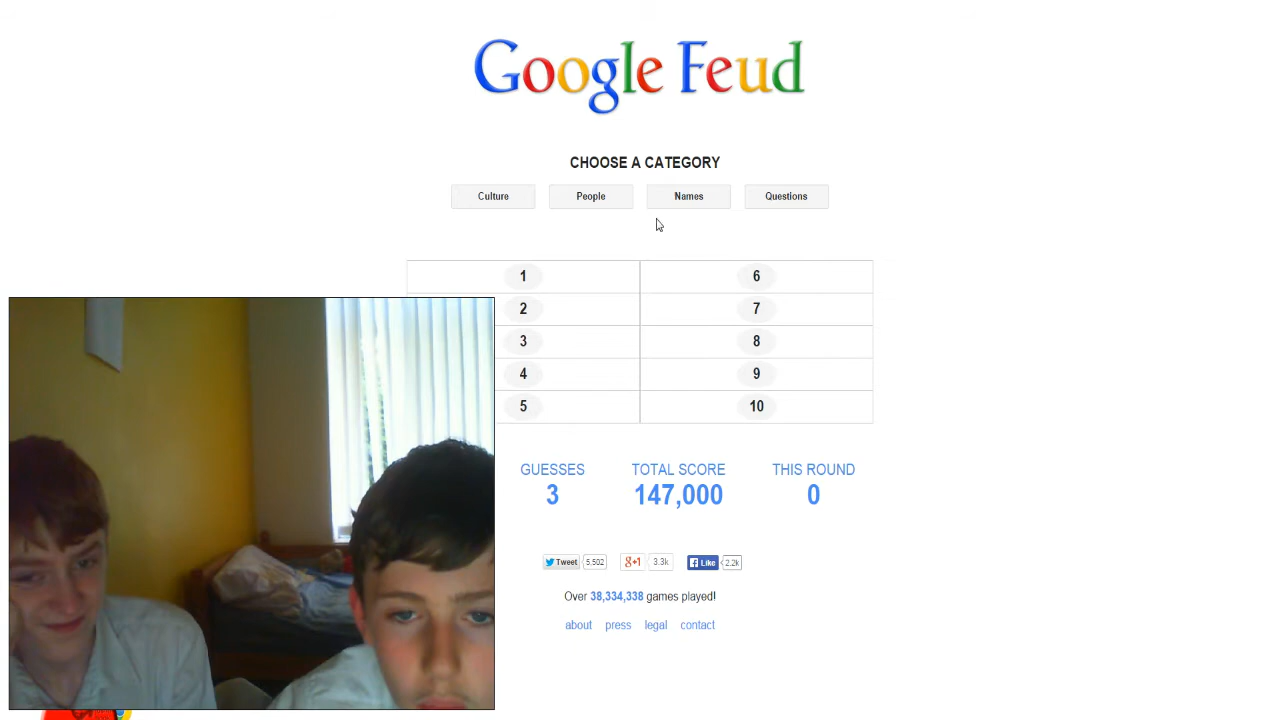 Google Feud
CHOOSE A CATEGORY
Culture People Names Questions
1 6
2 7
3 8
4 9
5 10
GUESSES TOTAL SCORE THIS ROUND
3 147,000 0
Tweet 5,502 g+1 3.3k Like 2.2k
Over 38,334,338 games played!
about press legal contact